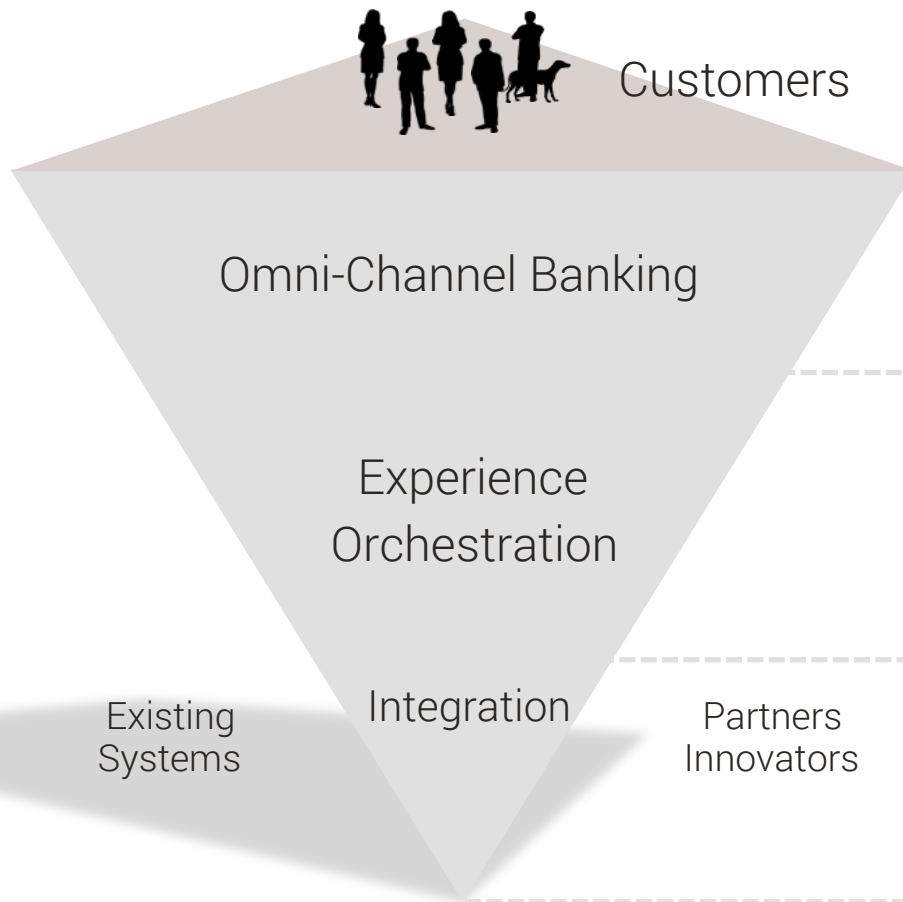 Customers
Omni-Channel Banking
Experience
Orchestration
Integration
Existing
Systems
Partners
Innovators